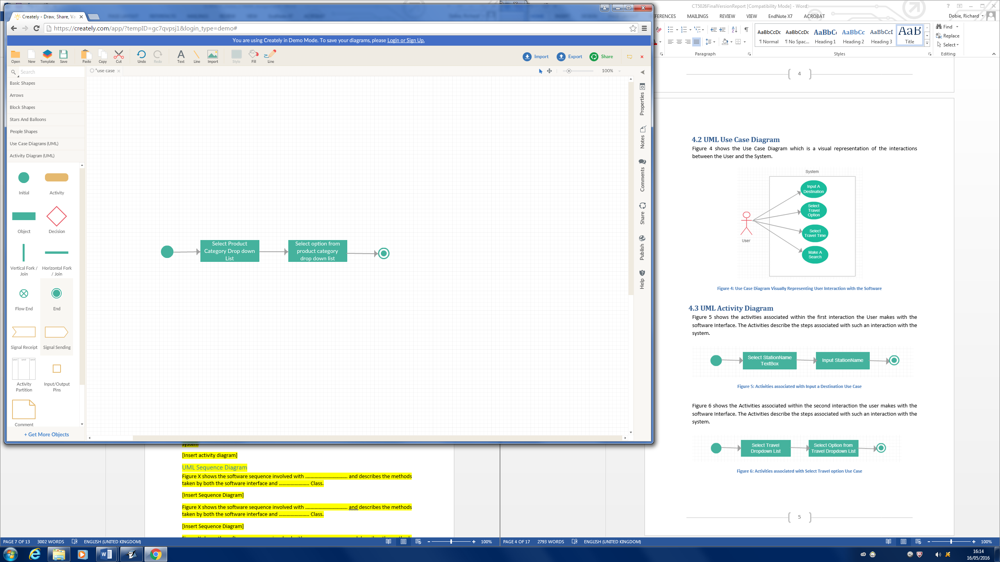 Creately - Draw, Share, Va
https://creately.com/app/?tempID=gc7qvpsj1&login_type=demo#
You are using Creately in Demo Mode. To save your diagrams, please Login or Sign Up.
Open New Template Save Paste Copy Cut Undo Redo Text Line Import Style Fill Line
Import Export Share
Search
*use case
100%
Basic Shapes
Arrows
Block Shapes
Stars And Balloons
People Shapes
Use Case Diagrams (UML)
Activity Diagram (UML)
Initial Activity
Object Decision
Vertical Fork / Horizontal Fork
Join / Join
Flow End End
Signal Receipt Signal Sending
Activity Input/Output
Partition Pins
Comment
+ Get More Objects
Select Product
Category Drop down
List
Select option from
product category
drop down list
Properties
Notes
Comments
Share
Publish
Help
system
[Insert activity diagram]
UML Sequence Diagram
Figure X shows the software sequence involved with ................................ and describes the methods
taken by both the software interface and ....................... Class.
[Insert Sequence Diagram]
Figure X shows the software sequence involved with ................................ and describes the methods
taken by both the software interface and ....................... Class.
[Insert Sequence Diagram]
PAGE 7 OF 13 3002 WORDS ENGLISH (UNITED KINGDOM) 100%
CT5026FinalVersionReport [Compatibility Mode] - Word
FERENCES MAILINGS REVIEW VIEW EndNote X7 ACROBAT
Dobie, Richard
AaBbCcDc AaBbCcDc AaBbC AaBbCc AaBbCcD AaB
¶ Normal ¶ No Spac... Heading 1 Heading 2 Heading 3 Title
Find
Replace
Select
Paragraph Styles Editing
4
4.2 UML Use Case Diagram
Figure 4 shows the Use Case Diagram which is a visual representation of the interactions
between the User and the System.
System
Input A
Destination
Select
Travel
Option
Select
Travel Time
Make A
Search
User
Figure 4: Use Case Diagram Visually Representing User Interaction with the Software
4.3 UML Activity Diagram
Figure 5 shows the activities associated within the first interaction the User makes with the
software Interface. The Activities describe the steps associated with such an interaction with the
system.
Select StationName
TextBox
Input StationName
Figure 5: Activities associated with Input a Destination Use Case
Figure 6 shows the Activities associated within the second interaction the user makes with the
software Interface. The Activities describe the steps associated with such an interaction with the
system.
Select Travel
Dropdown List
Select Option from
Travel Dropdown List
Figure 6: Activities associated with Select Travel option Use Case
5
PAGE 4 OF 17 2793 WORDS ENGLISH (UNITED KINGDOM) 100%
16:14
16/05/2016